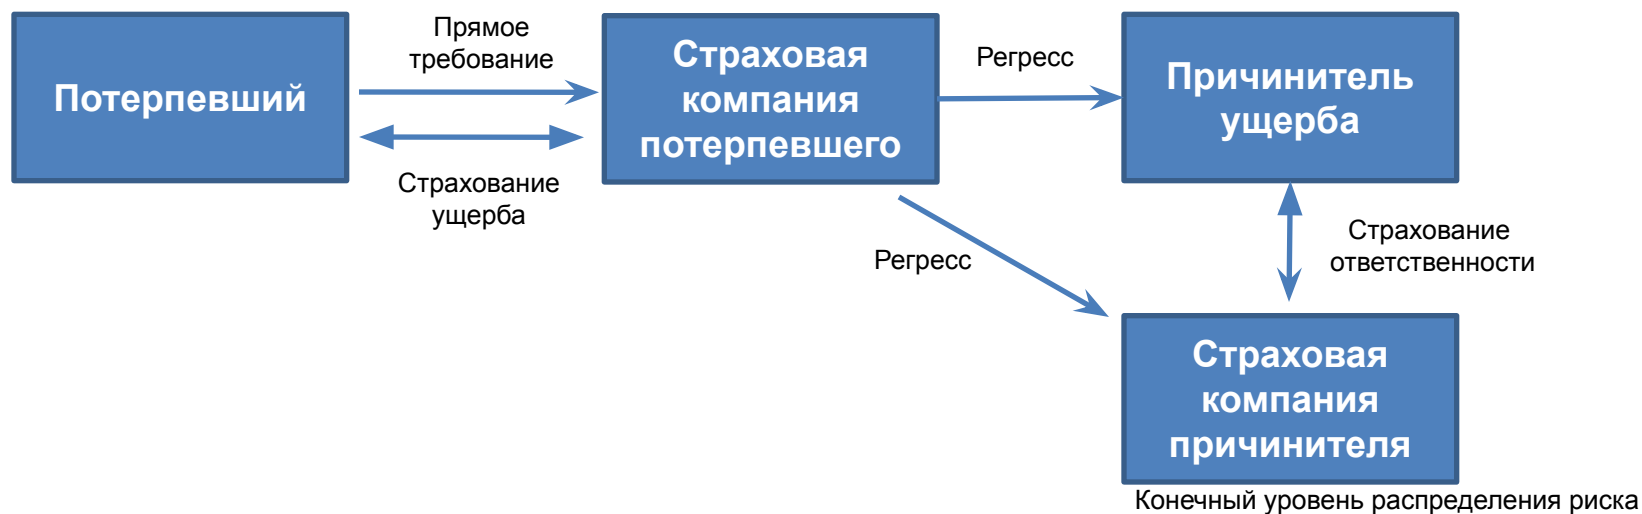 Потерпевший
Прямое
требование
Страхование
ущерба
Страховая
компания
потерпевшего
Регресс
Причинитель
ущерба
Регресс
Страхование
ответственности
Страховая
компания
причинителя
Конечный уровень распределения риска